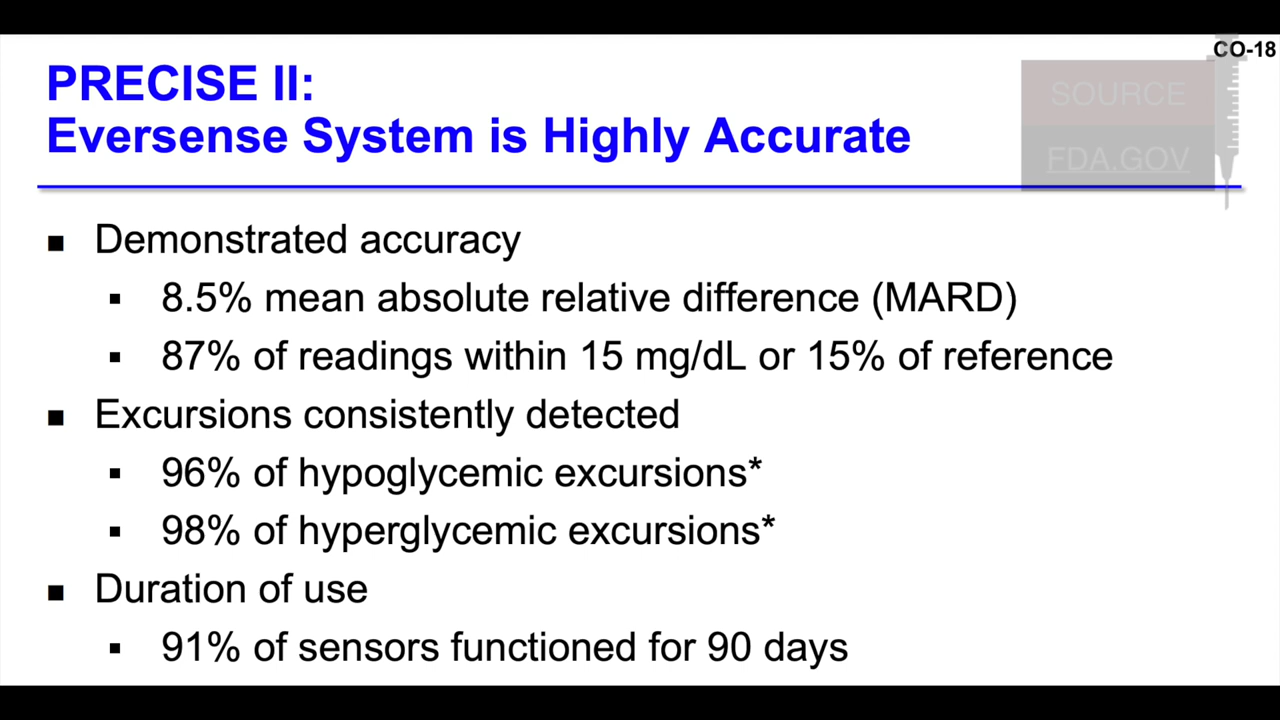 CO-18
PRECISE II:
Eversense System is Highly Accurate
SOURCE
FDA.GOV
▪ Demonstrated accuracy
▪ 8.5% mean absolute relative difference (MARD)
▪ 87% of readings within 15 mg/dL or 15% of reference
▪ Excursions consistently detected
▪ 96% of hypoglycemic excursions*
▪ 98% of hyperglycemic excursions*
▪ Duration of use
▪ 91% of sensors functioned for 90 days